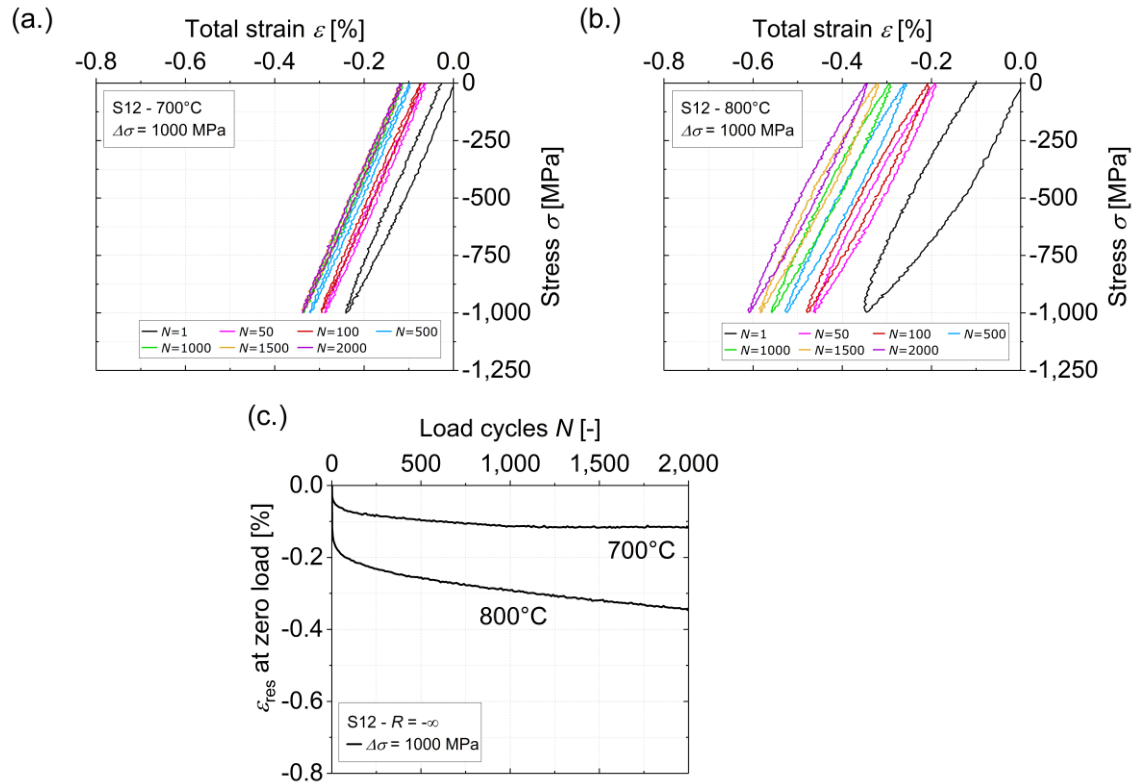 (a.)
Total strain ε [%]
-0.8 -0.6 -0.4 -0.2 0.0
S12 - 700°C
Δσ = 1000 MPa
0
-250
-500
-750
-1,000
-1,250
Stress σ [MPa]
N=1 N=50 N=100 N=500
N=1000 N=1500 N=2000
(b.)
Total strain ε [%]
-0.8 -0.6 -0.4 -0.2 0.0
S12 - 800°C
Δσ = 1000 MPa
0
-250
-500
-750
-1,000
-1,250
Stress σ [MPa]
N=1 N=50 N=100 N=500
N=1000 N=1500 N=2000
(c.)
Load cycles N [-]
0 500 1,000 1,500 2,000
0.0
-0.2
-0.4
-0.6
-0.8
εres at zero load [%]
700°C
800°C
S12 - R = -∞
Δσ = 1000 MPa